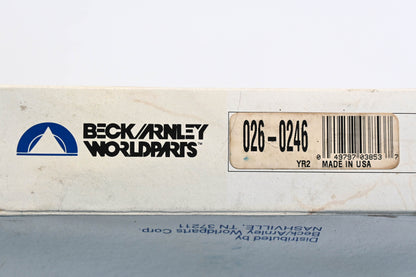 BECK/ARNLEY
WORLDPARTS™
026-0246
0 49797 03853 7
YR2 MADE IN USA
Distributed by
Beck/Arnley Worldparts Corp.
NASHVILLE, TN 37211